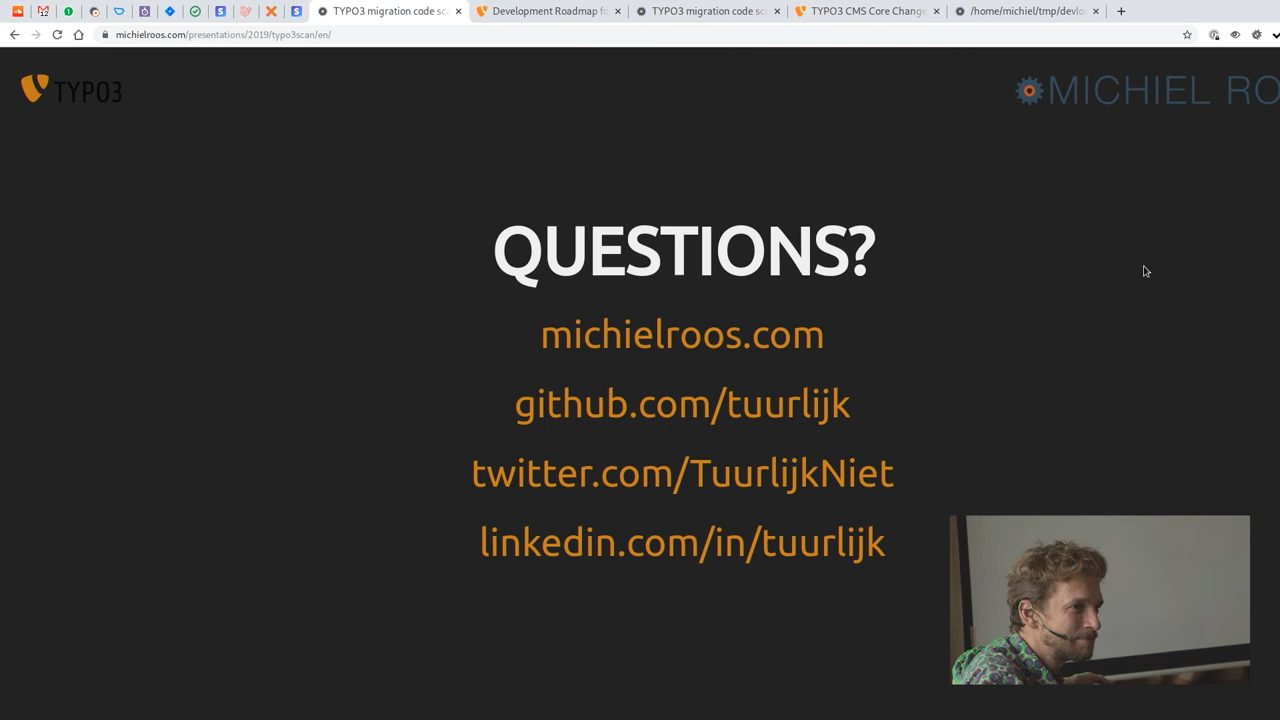 TYPO3 migration code sc
Development Roadmap fo
TYPO3 migration code sc
TYPO3 CMS Core Change
/home/michiel/tmp/devlo
michielroos.com/presentations/2019/typo3scan/en/
TYPO3
MICHIEL RO
QUESTIONS?
michielroos.com
github.com/tuurlijk
twitter.com/TuurlijkNiet
linkedin.com/in/tuurlijk